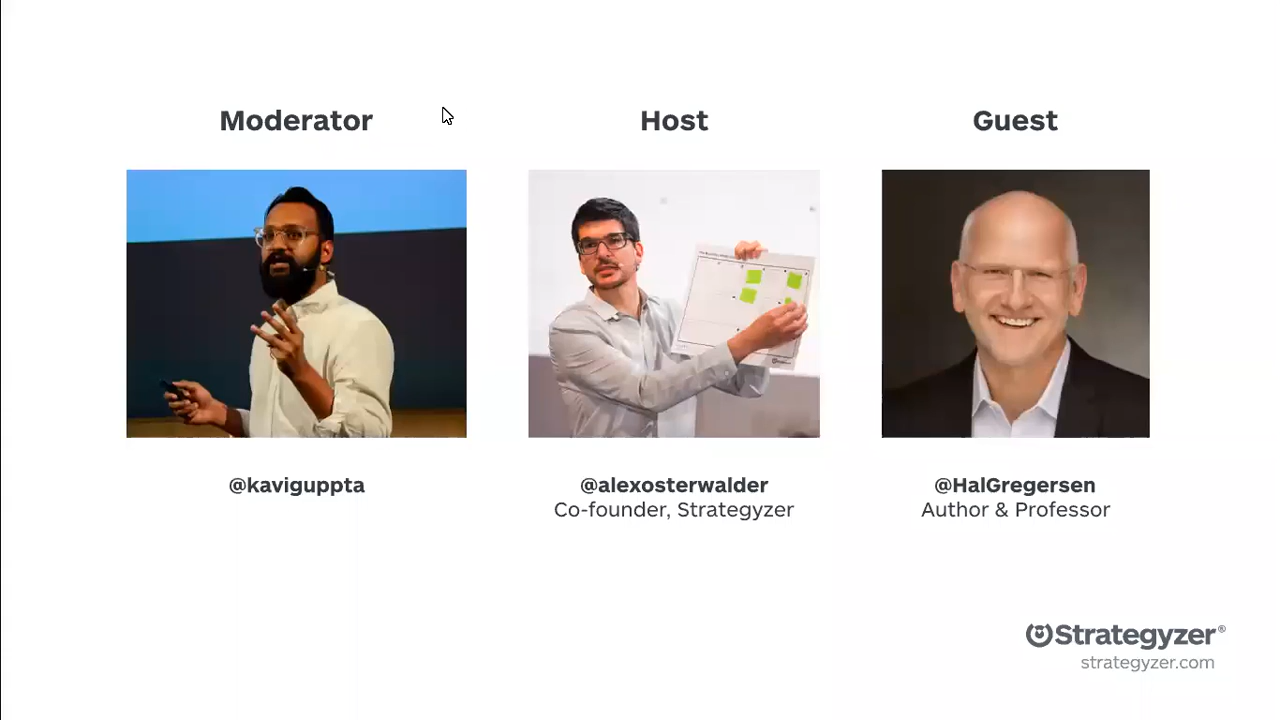 Moderator
Host
Guest
@kaviguppta
@alexosterwalder
Co-founder, Strategyzer
@HalGregersen
Author & Professor
Strategyzer®
strategyzer.com